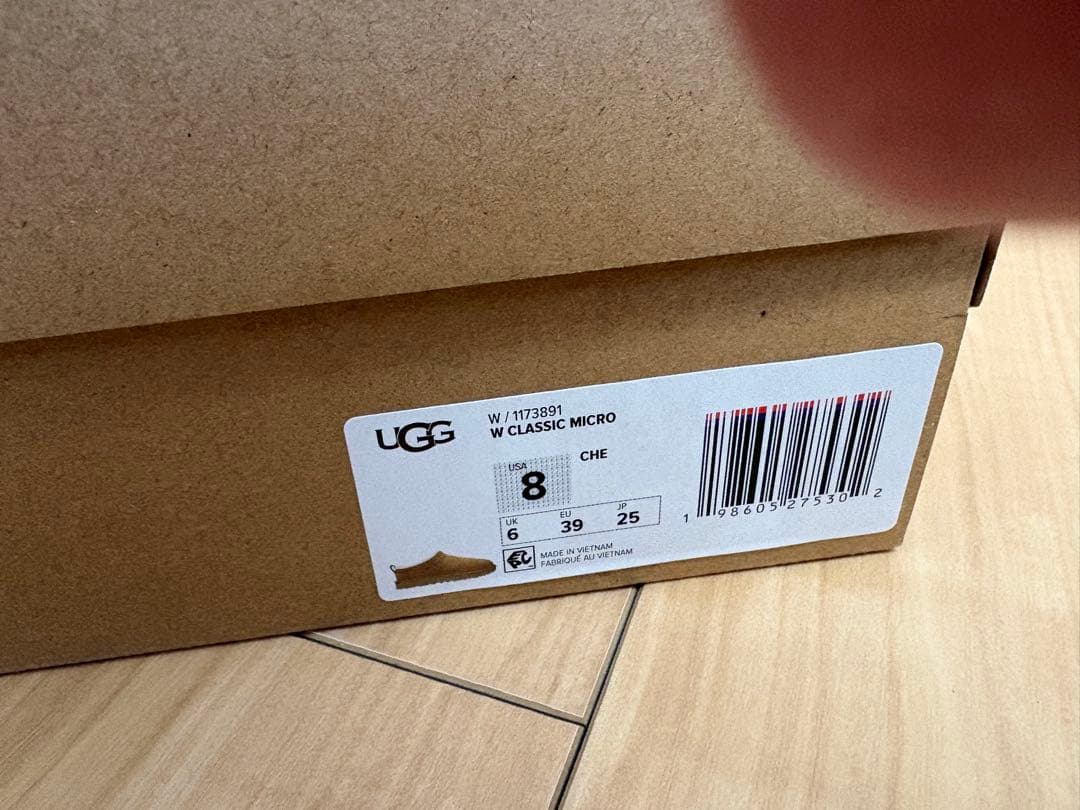 UGG
W / 1173891
W CLASSIC MICRO
USA
8
CHE
UK
6
EU
39
JP
25
MADE IN VIETNAM
FABRIQUÉ AU VIETNAM
1 98605 27530 2